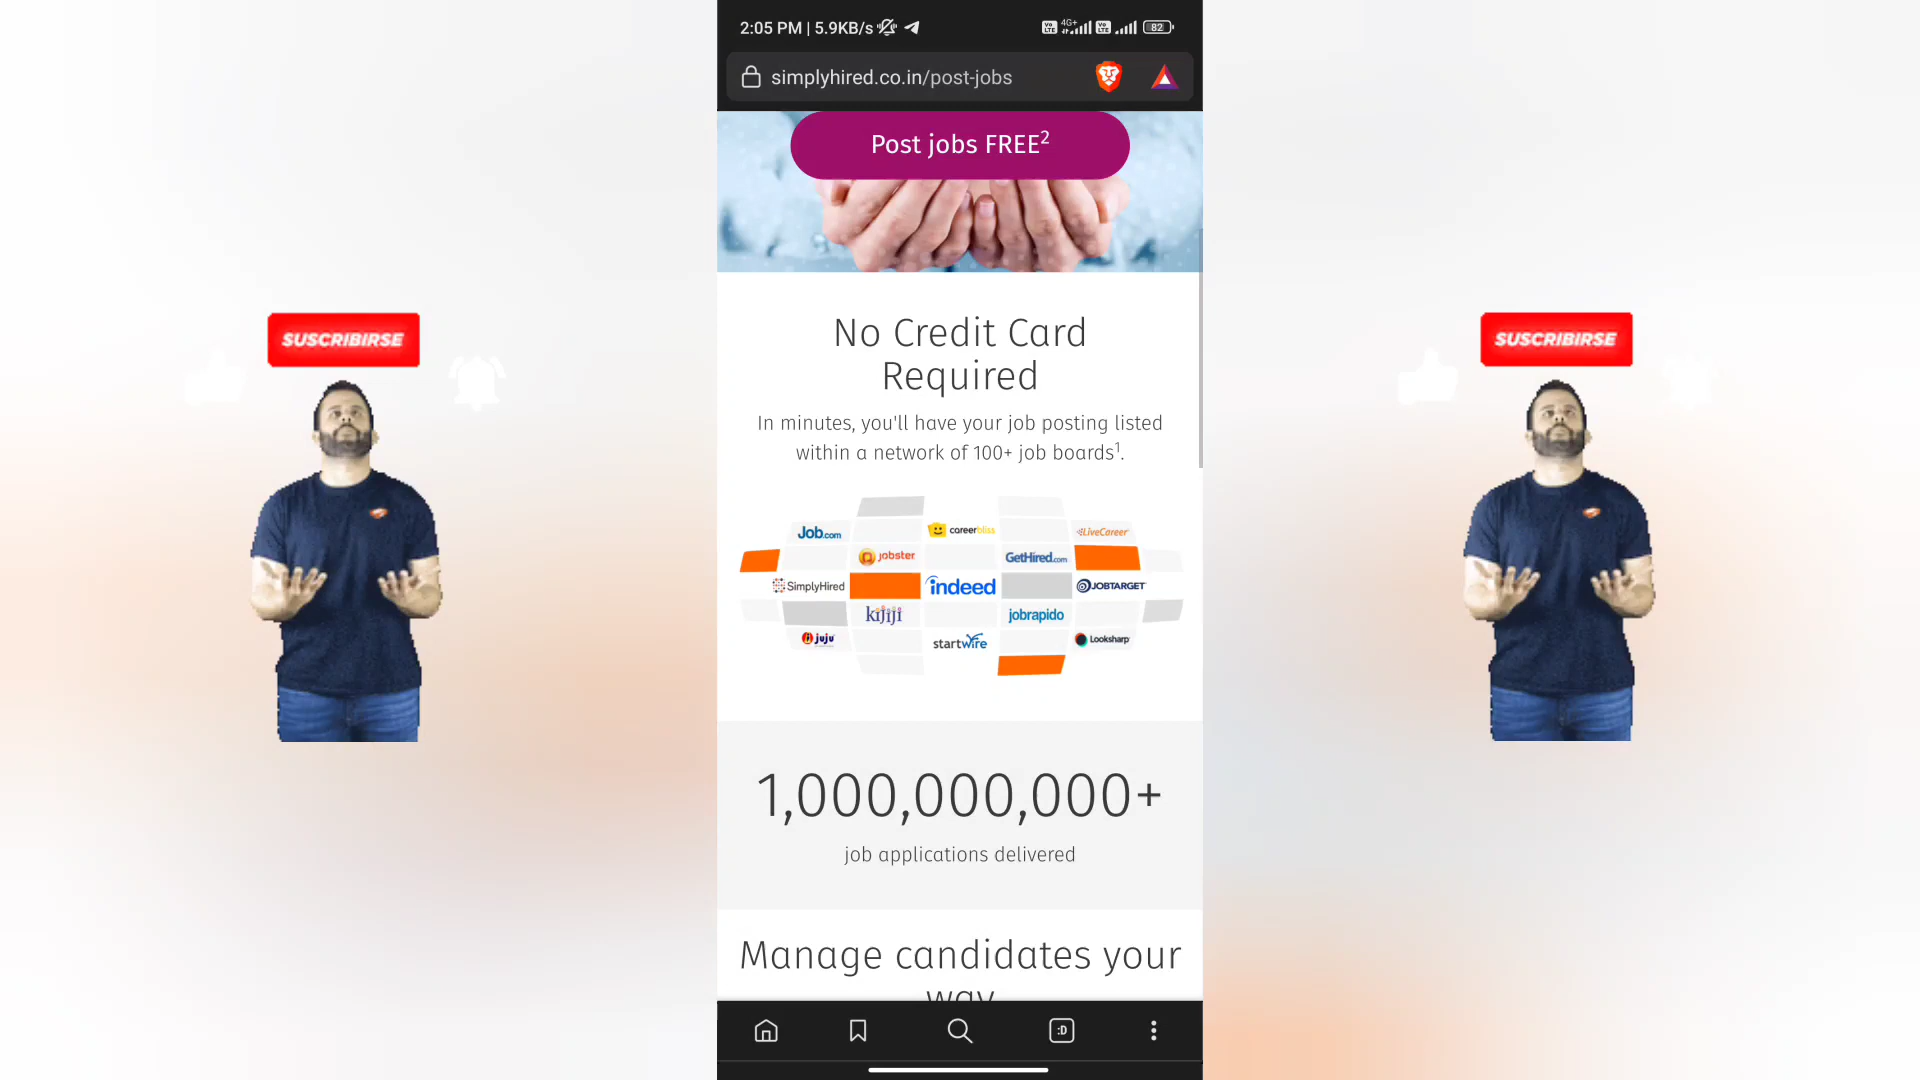 2:05 PM | 5.9KB/s
4G+
82
simplyhired.co.in/post-jobs
Post jobs FREE2
No Credit Card
Required
In minutes, you'll have your job posting listed
within a network of 100+ job boards1.
Job.com
careerbliss
LiveCareer
jobster
GetHired.com
SimplyHired
indeed
JOBTARGET
kijiji
jobrapido
juju
startwire
Looksharp
1,000,000,000+
job applications delivered
Manage candidates your
way
:D
SUSCRIBIRSE
SUSCRIBIRSE